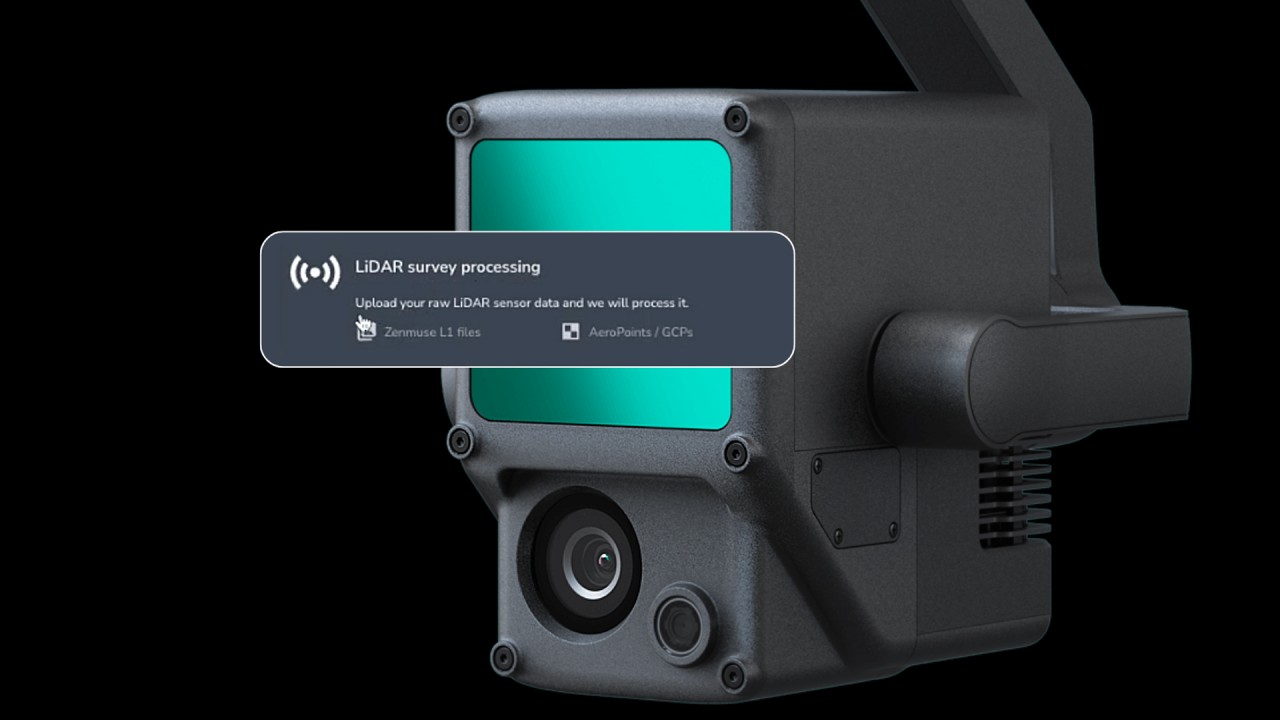 LiDAR survey processing
Upload your raw LiDAR sensor data and we will process it.
Zenmuse L1 files
AeroPoints / GCPs